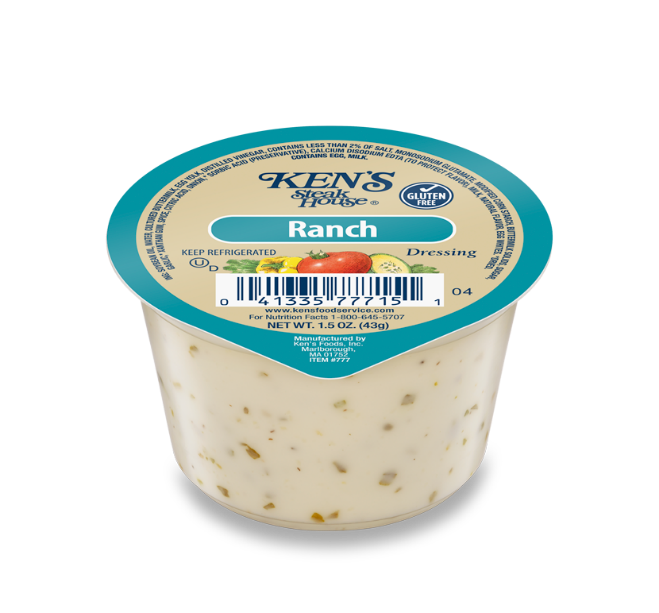 ING: SOYBEAN OIL, WATER, CULTURED BUTTERMILK, EGG YOLK, DISTILLED VINEGAR, CONTAINS LESS THAN 2% OF SALT, MONOSODIUM GLUTAMATE, MODIFIED CORN STARCH, BUTTERMILK SOLIDS, SUGAR,
GARLIC,* XANTHAN GUM, SPICE, CITRIC ACID, ONION,* SORBIC ACID (PRESERVATIVE), CALCIUM DISODIUM EDTA (TO PROTECT FLAVOR), MILK, NATURAL FLAVOR, EGG WHITES. *DRIED.
CONTAINS EGG, MILK.
KEN'S
Steak
House®
GLUTEN
FREE
Ranch
KEEP REFRIGERATED
Dressing
U D
0 41335 77715 1
04
www.kensfoodservice.com
For Nutrition Facts 1-800-645-5707
NET WT. 1.5 OZ. (43g)
Manufactured by
Ken's Foods, Inc.
Marlborough,
MA 01752
ITEM #777